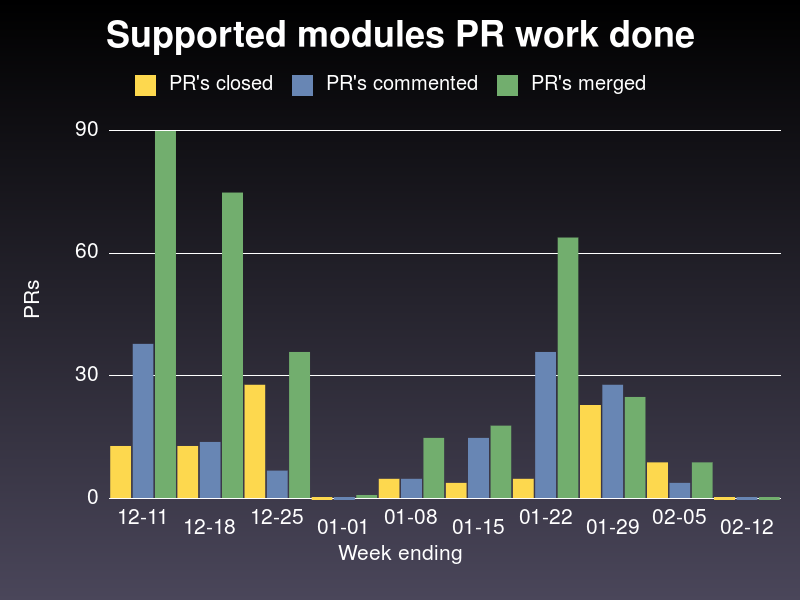 Supported modules PR work done
PR's closed PR's commented PR's merged
90
60
30
0
PRs
12-11 12-18 12-25 01-01 01-08 01-15 01-22 01-29 02-05 02-12
Week ending